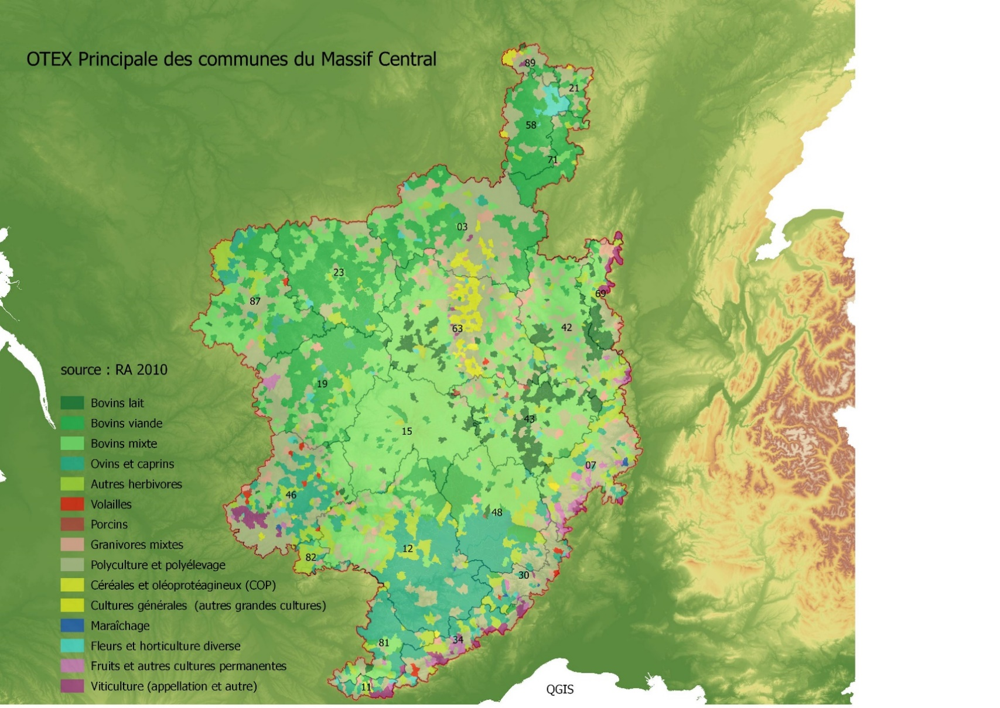 OTEX Principale des communes du Massif Central
89
21
58
71
03
23
87
69
63
42
19
43
15
07
46
48
12
82
30
34
81
11
source : RA 2010
Bovins lait
Bovins viande
Bovins mixte
Ovins et caprins
Autres herbivores
Volailles
Porcins
Granivores mixtes
Polyculture et polyélevage
Céréales et oléoprotéagineux (COP)
Cultures générales  (autres grandes cultures)
Maraîchage
Fleurs et horticulture diverse
Fruits et autres cultures permanentes
Viticulture (appellation et autre)
QGIS